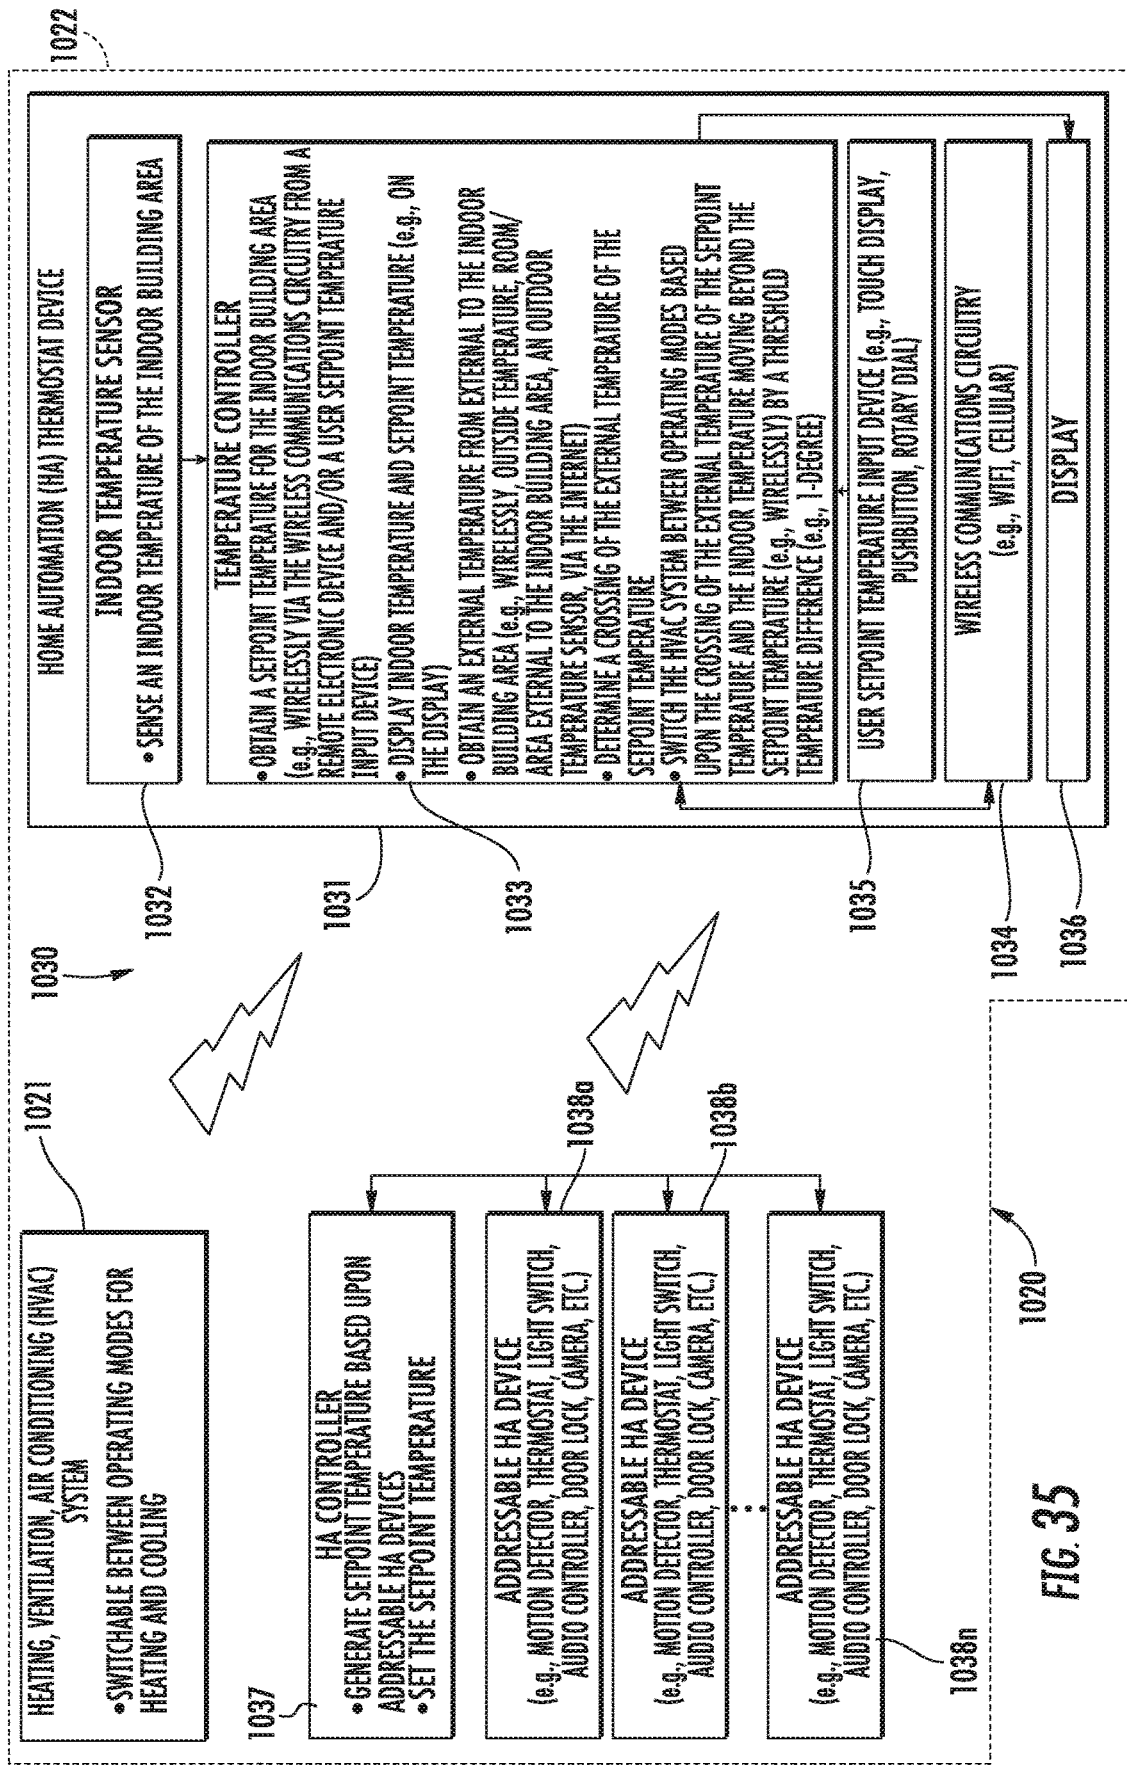 1022
HOME AUTOMATION (HA) THERMOSTAT DEVICE
INDOOR TEMPERATURE SENSOR
• SENSE AN INDOOR TEMPERATURE OF THE INDOOR BUILDING AREA
1032
TEMPERATURE CONTROLLER
• OBTAIN A SETPOINT TEMPERATURE FOR THE INDOOR BUILDING AREA
(e.g., WIRELESSLY VIA THE WIRELESS COMMUNICATIONS CIRCUITRY FROM A
REMOTE ELECTRONIC DEVICE AND/OR A USER SETPOINT TEMPERATURE
INPUT DEVICE)
• DISPLAY INDOOR TEMPERATURE AND SETPOINT TEMPERATURE (e.g., ON
THE DISPLAY)
• OBTAIN AN EXTERNAL TEMPERATURE FROM EXTERNAL TO THE INDOOR
BUILDING AREA (e.g., WIRELESSLY, OUTSIDE TEMPERATURE, ROOM/
AREA EXTERNAL TO THE INDOOR BUILDING AREA, AN OUTDOOR
TEMPERATURE SENSOR, VIA THE INTERNET)
• DETERMINE A CROSSING OF THE EXTERNAL TEMPERATURE OF THE
SETPOINT TEMPERATURE
• SWITCH THE HVAC SYSTEM BETWEEN OPERATING MODES BASED
UPON THE CROSSING OF THE EXTERNAL TEMPERATURE OF THE SETPOINT
TEMPERATURE AND THE INDOOR TEMPERATURE MOVING BEYOND THE
SETPOINT TEMPERATURE (e.g., WIRELESSLY) BY A THRESHOLD
TEMPERATURE DIFFERENCE (e.g., 1-DEGREE)
1031
1033
USER SETPOINT TEMPERATURE INPUT DEVICE (e.g., TOUCH DISPLAY,
PUSHBUTTON, ROTARY DIAL)
1035
WIRELESS COMMUNICATIONS CIRCUITRY
(e.g., WIFI, CELLULAR)
1034
DISPLAY
1036
1030
1021
HEATING, VENTILATION, AIR CONDITIONING (HVAC)
SYSTEM
• SWITCHABLE BETWEEN OPERATING MODES FOR
HEATING AND COOLING
1037
HA CONTROLLER
• GENERATE SETPOINT TEMPERATURE BASED UPON
ADDRESSABLE HA DEVICES
• SET THE SETPOINT TEMPERATURE
1038a
ADDRESSABLE HA DEVICE
(e.g., MOTION DETECTOR, THERMOSTAT, LIGHT SWITCH,
AUDIO CONTROLLER, DOOR LOCK, CAMERA, ETC.)
1038b
ADDRESSABLE HA DEVICE
(e.g., MOTION DETECTOR, THERMOSTAT, LIGHT SWITCH,
AUDIO CONTROLLER, DOOR LOCK, CAMERA, ETC.)
ADDRESSABLE HA DEVICE
(e.g., MOTION DETECTOR, THERMOSTAT, LIGHT SWITCH,
AUDIO CONTROLLER, DOOR LOCK, CAMERA, ETC.)
1038n
1020
FIG. 35